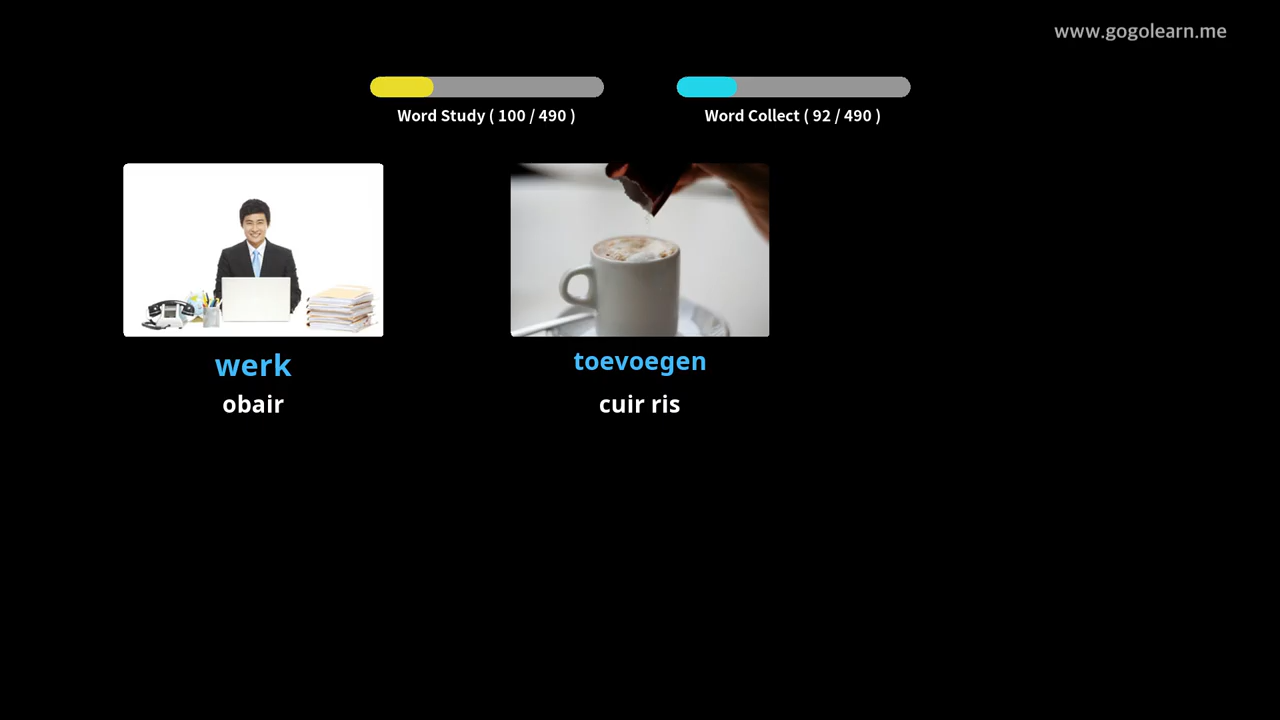 www.gogolearn.me
Word Study ( 100 / 490 )
Word Collect ( 92 / 490 )
werk
obair
toevoegen
cuir ris